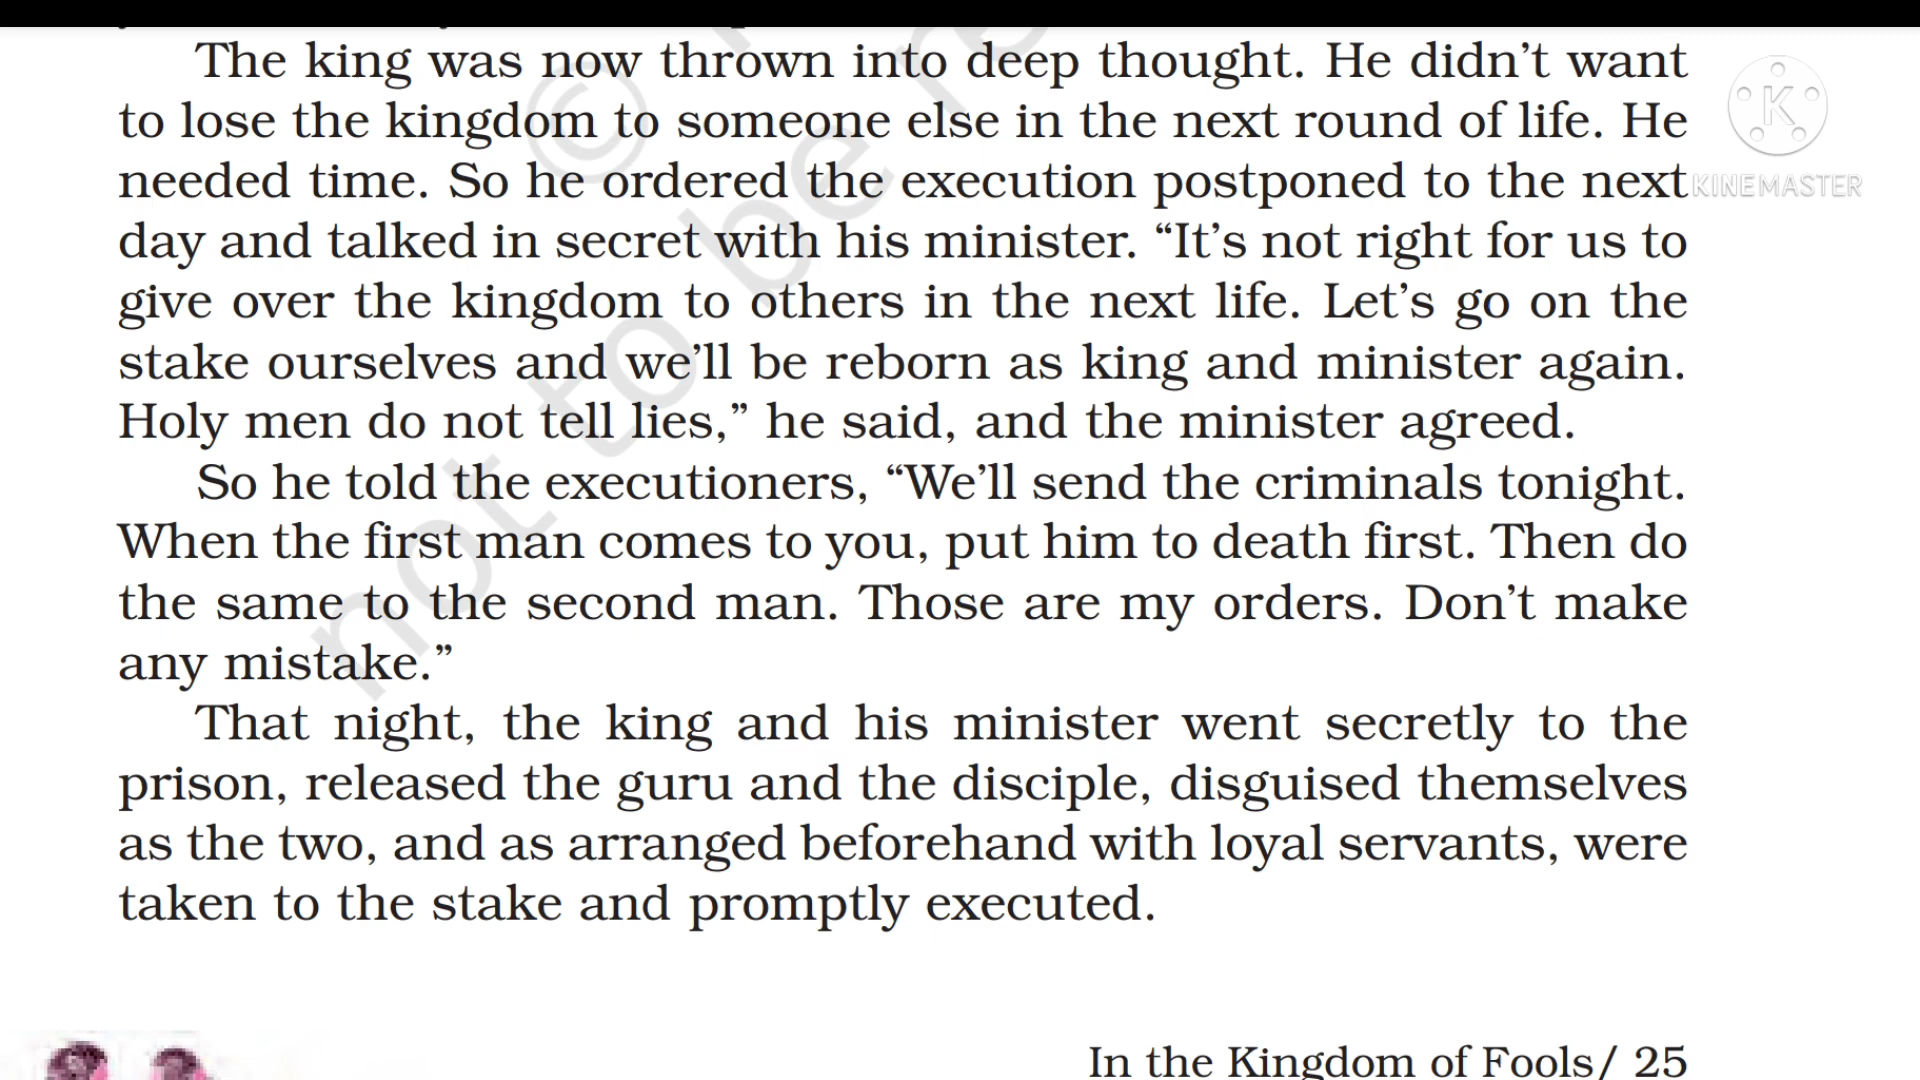 The king was now thrown into deep thought. He didn’t want
to lose the kingdom to someone else in the next round of life. He
needed time. So he ordered the execution postponed to the next
day and talked in secret with his minister. “It’s not right for us to
give over the kingdom to others in the next life. Let’s go on the
stake ourselves and we’ll be reborn as king and minister again.
Holy men do not tell lies,” he said, and the minister agreed.
So he told the executioners, “We’ll send the criminals tonight.
When the first man comes to you, put him to death first. Then do
the same to the second man. Those are my orders. Don’t make
any mistake.”
That night, the king and his minister went secretly to the
prison, released the guru and the disciple, disguised themselves
as the two, and as arranged beforehand with loyal servants, were
taken to the stake and promptly executed.
In the Kingdom of Fools/ 25
K
KINEMASTER
©
not to be